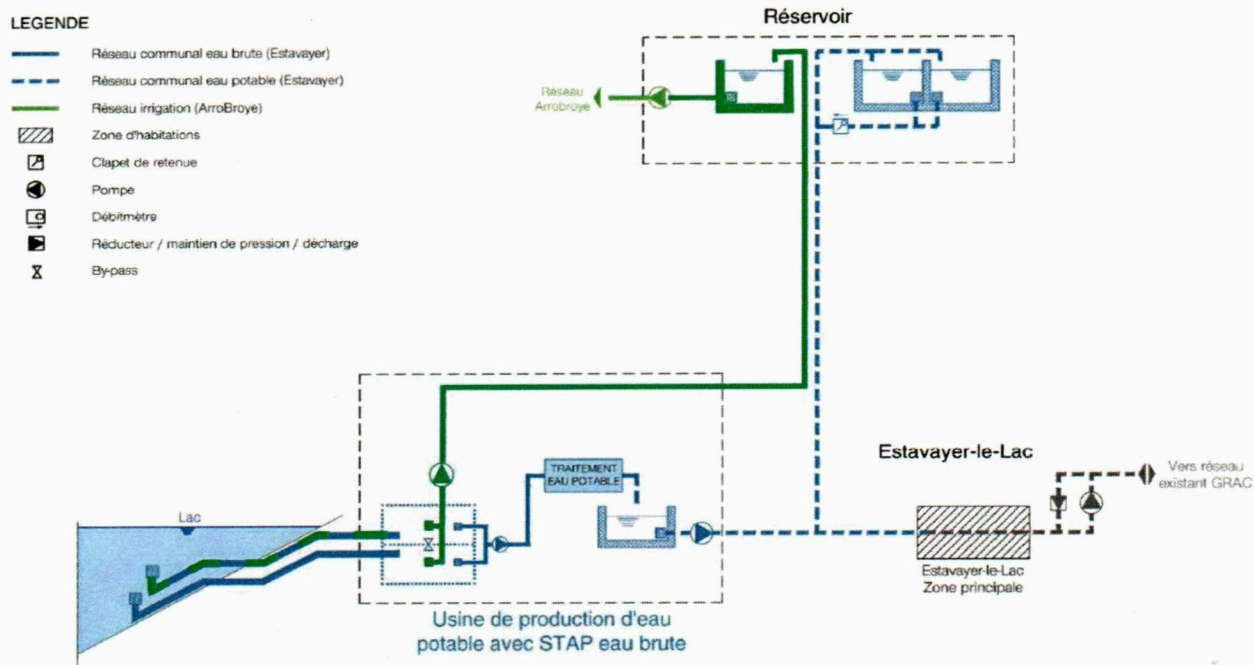 LEGENDE
Réseau communal eau brute (Estavayer)
Réseau communal eau potable (Estavayer)
Réseau irrigation (ArroBroye)
Zone d'habitations
Clapet de retenue
Pompe
Débitmètre
Réducteur / maintien de pression / décharge
By-pass
Réservoir
Réseau
Arrobroye
Lac
TRAITEMENT
EAU POTABLE
Usine de production d'eau
potable avec STAP eau brute
Estavayer-le-Lac
Vers réseau
existant GRAC
Estavayer-le-Lac
Zone principale